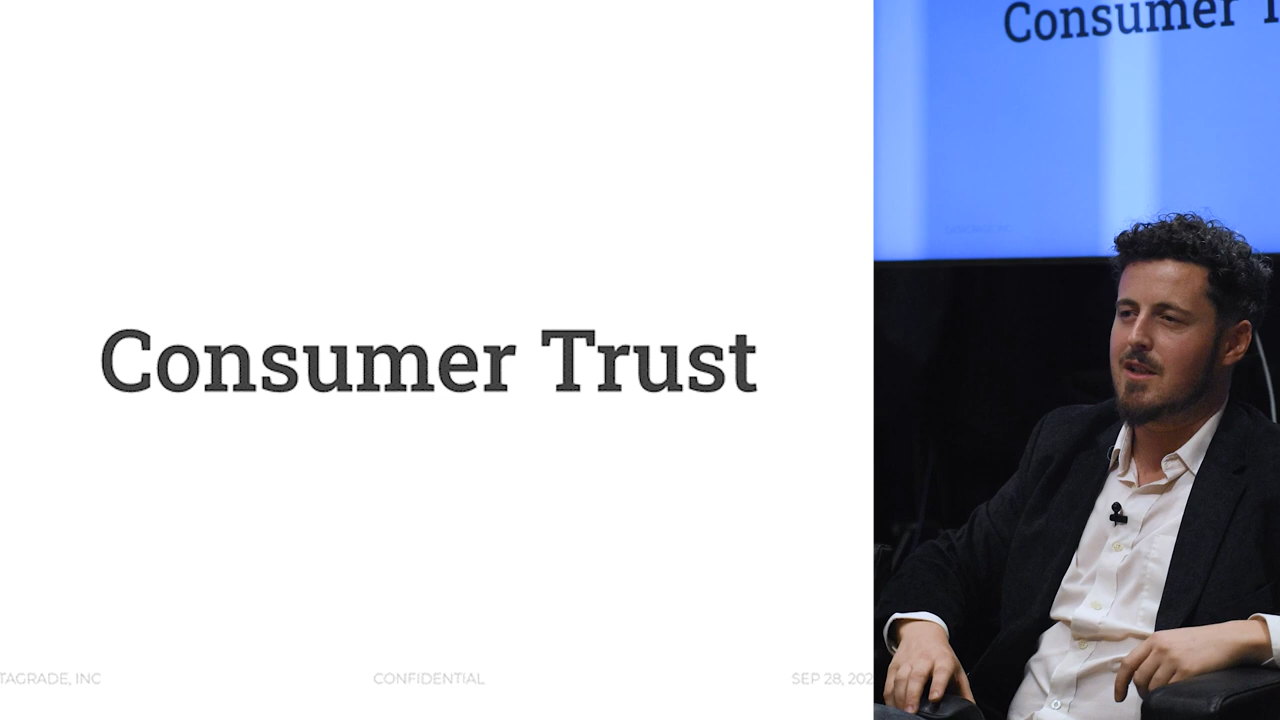 Consumer Trust
TAGRADE, INC
CONFIDENTIAL
SEP 28, 202
Consumer T